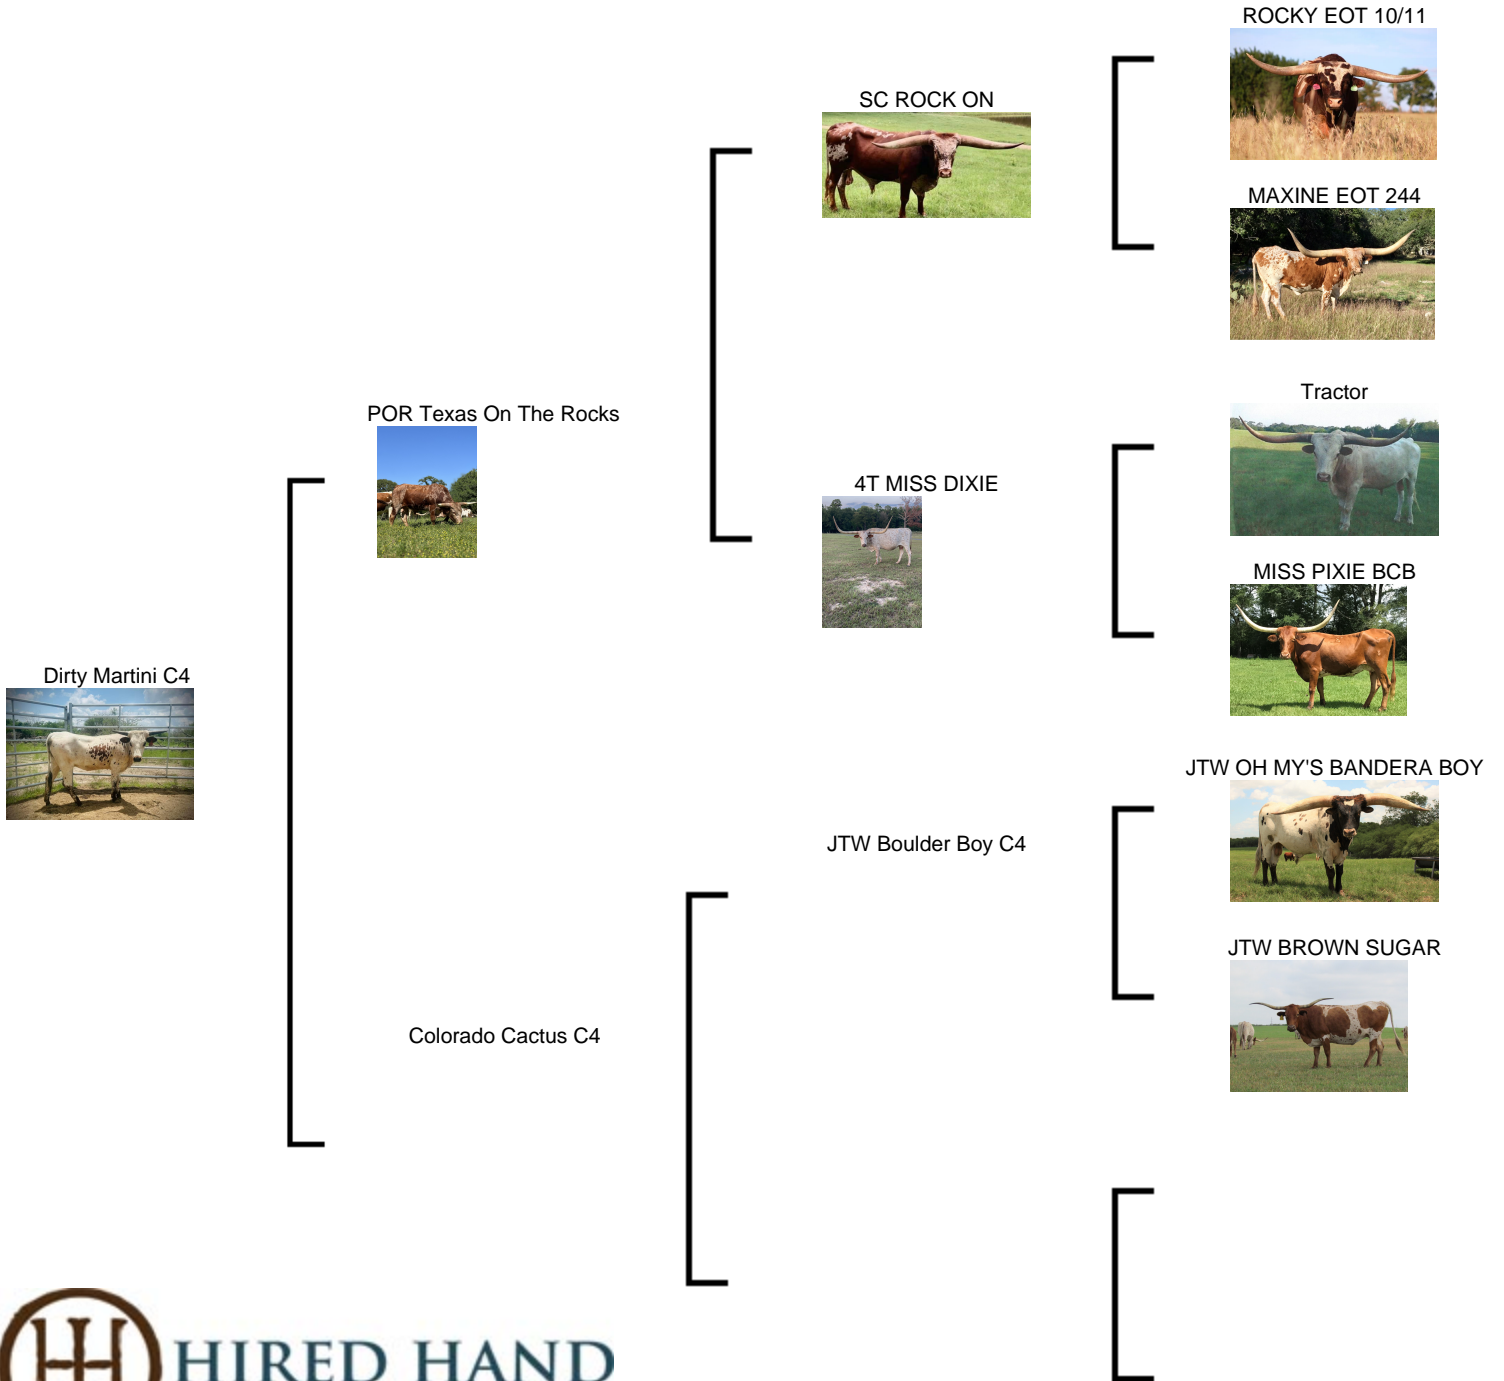 ROCKY EOT 10/11
SC ROCK ON
MAXINE EOT 244
Tractor
POR Texas On The Rocks
4T MISS DIXIE
MISS PIXIE BCB
Dirty Martini C4
JTW OH MY'S BANDERA BOY
JTW Boulder Boy C4
JTW BROWN SUGAR
Colorado Cactus C4
HIRED HAND